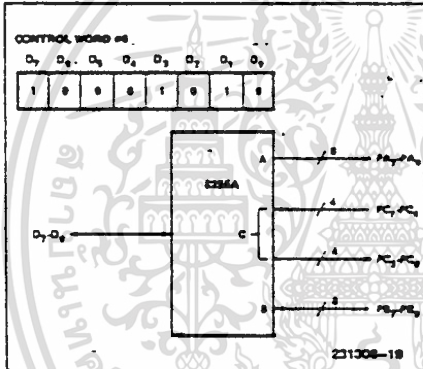 CONTROL WORD #6
D7 D6 D5 D4 D3 D2 D1 D0
1 0 0 0 1 0 1 0
A 8 PA7-PA0
8255A
4 PC7-PC4
D7-D0 C
4 PC3-PC0
B 8 PB7-PB0
231308-19